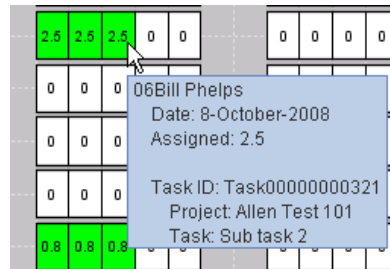 2.5 2.5 2.5 0 0 0 0 0 0
0 0 0
06Bill Phelps
Date: 8-October-2008
Assigned: 2.5
Task ID: Task00000000321
Project: Allen Test 101
Task: Sub task 2
0 0
0 0
0 0
0.8 0.8 0.8